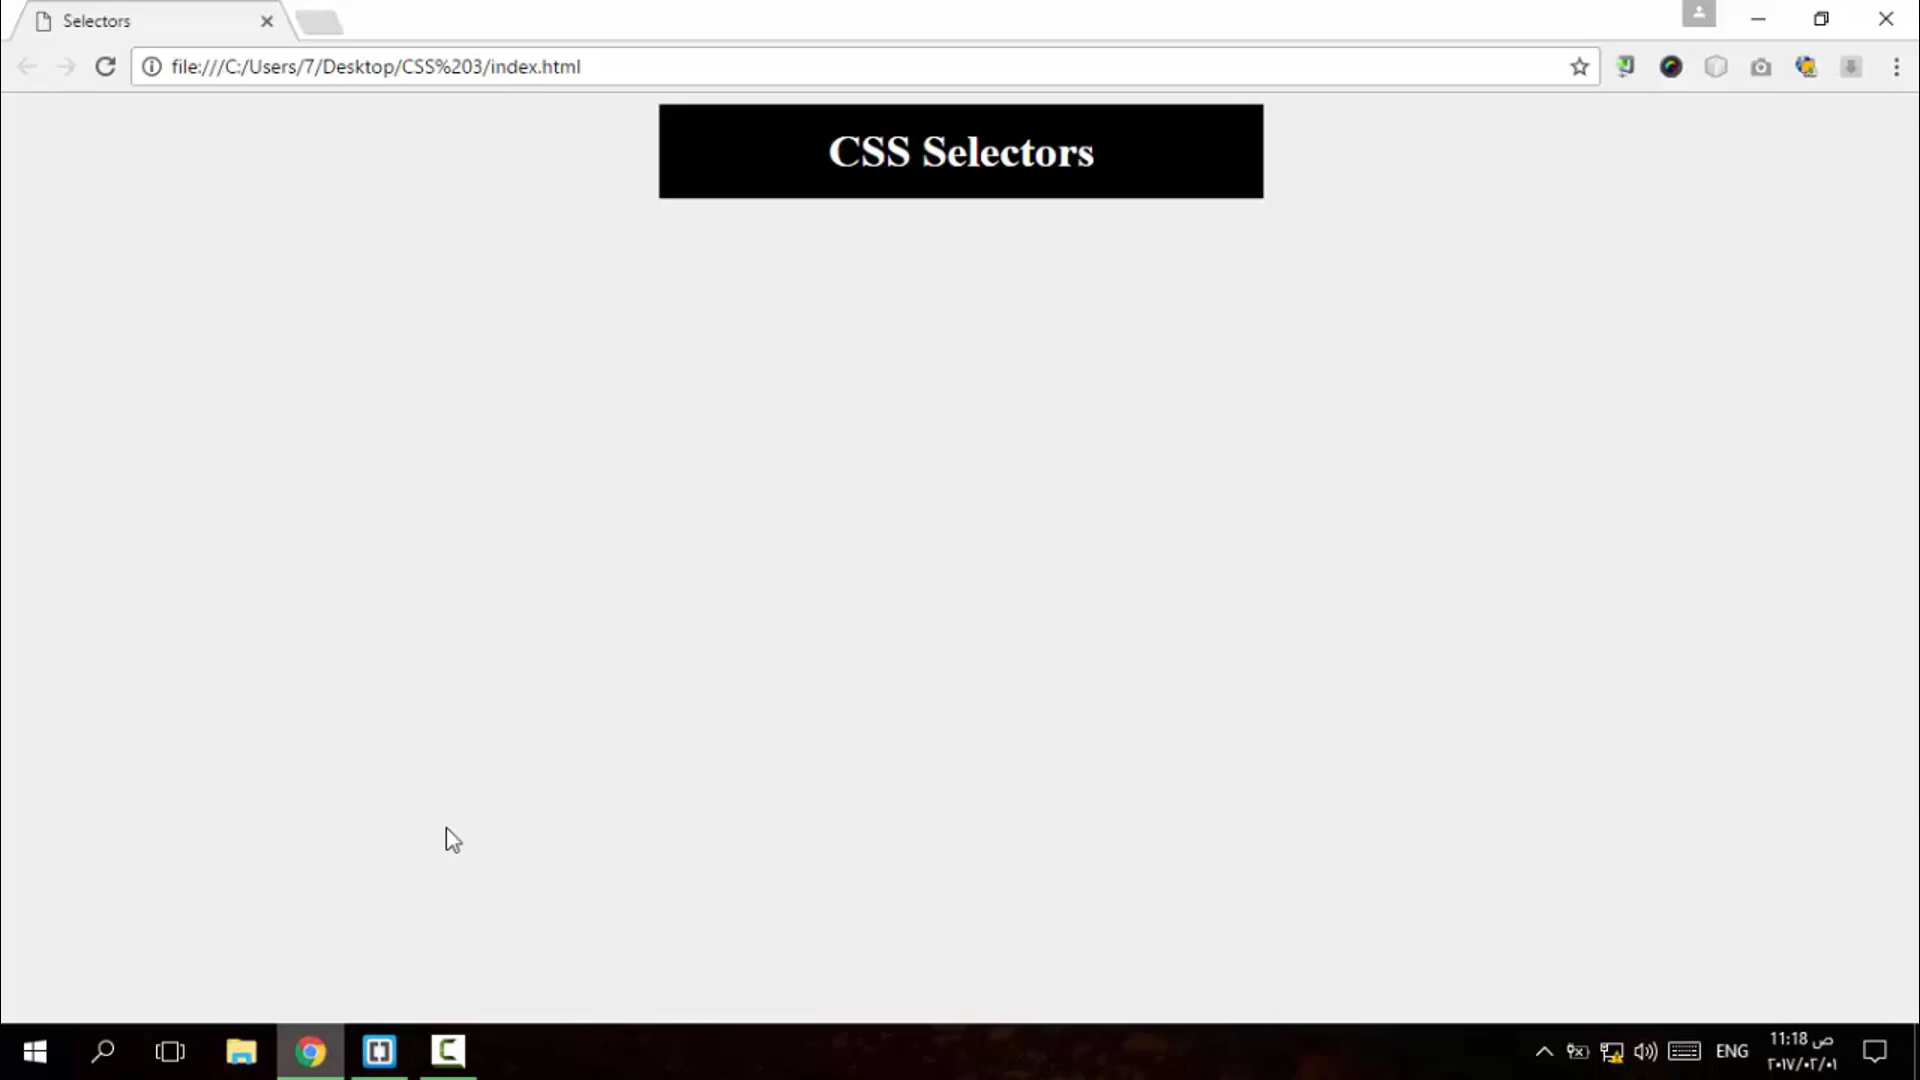 Selectors
file:///C:/Users/7/Desktop/CSS%203/index.html
CSS Selectors
ENG
11:18 ص
٢٠١٧/٠٢/٠١